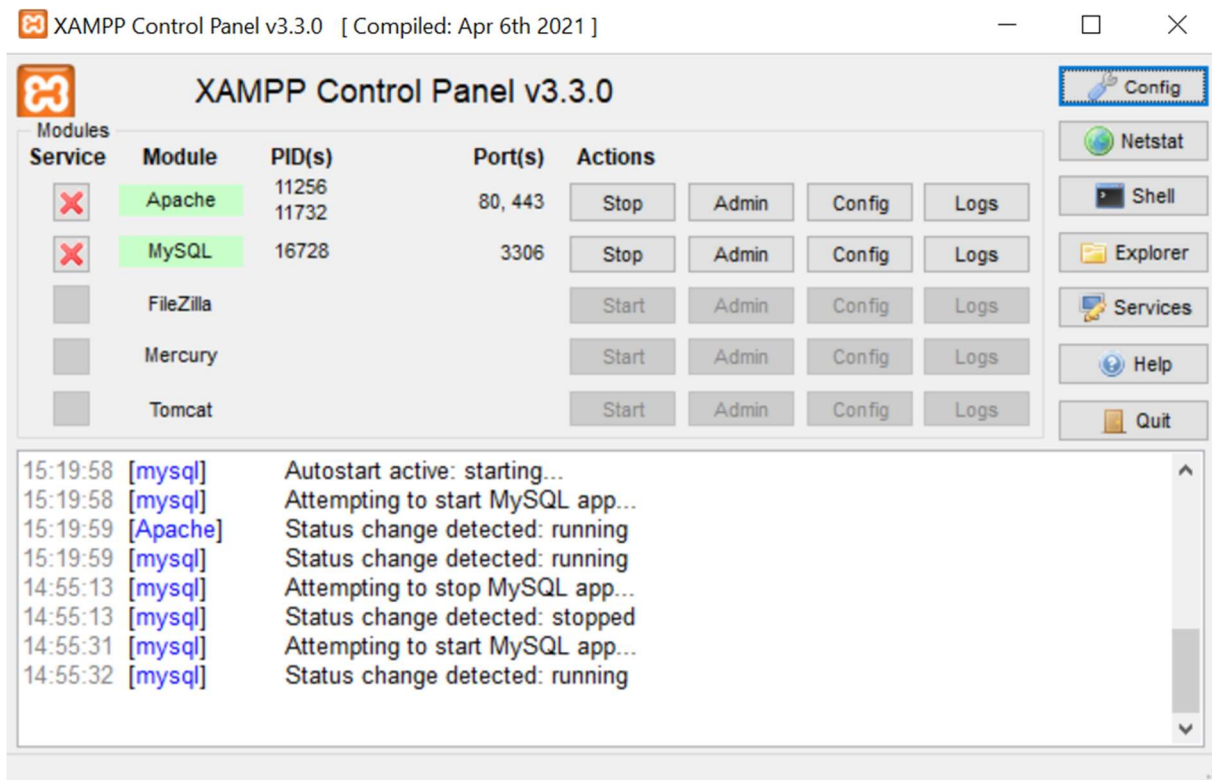 XAMPP Control Panel v3.3.0 [ Compiled: Apr 6th 2021 ]
XAMPP Control Panel v3.3.0
Config
Modules
Service Module PID(s) Port(s) Actions
Netstat
Apache 11256 11732 80, 443 Stop Admin Config Logs
Shell
MySQL 16728 3306 Stop Admin Config Logs
Explorer
FileZilla Start Admin Config Logs
Services
Mercury Start Admin Config Logs
Help
Tomcat Start Admin Config Logs
Quit
15:19:58 [mysql] Autostart active: starting...
15:19:58 [mysql] Attempting to start MySQL app...
15:19:59 [Apache] Status change detected: running
15:19:59 [mysql] Status change detected: running
14:55:13 [mysql] Attempting to stop MySQL app...
14:55:13 [mysql] Status change detected: stopped
14:55:31 [mysql] Attempting to start MySQL app...
14:55:32 [mysql] Status change detected: running